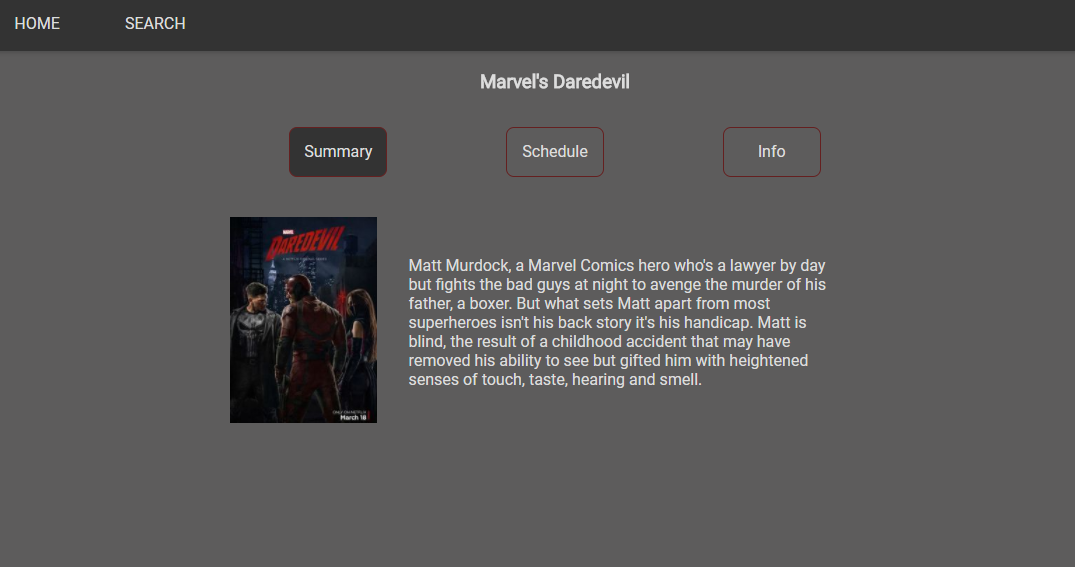 HOME SEARCH
Marvel's Daredevil
Summary Schedule Info
MARVEL
DAREDEVIL
ONLY ON NETFLIX
March 18
Matt Murdock, a Marvel Comics hero who's a lawyer by day
but fights the bad guys at night to avenge the murder of his
father, a boxer. But what sets Matt apart from most
superheroes isn't his back story it's his handicap. Matt is
blind, the result of a childhood accident that may have
removed his ability to see but gifted him with heightened
senses of touch, taste, hearing and smell.